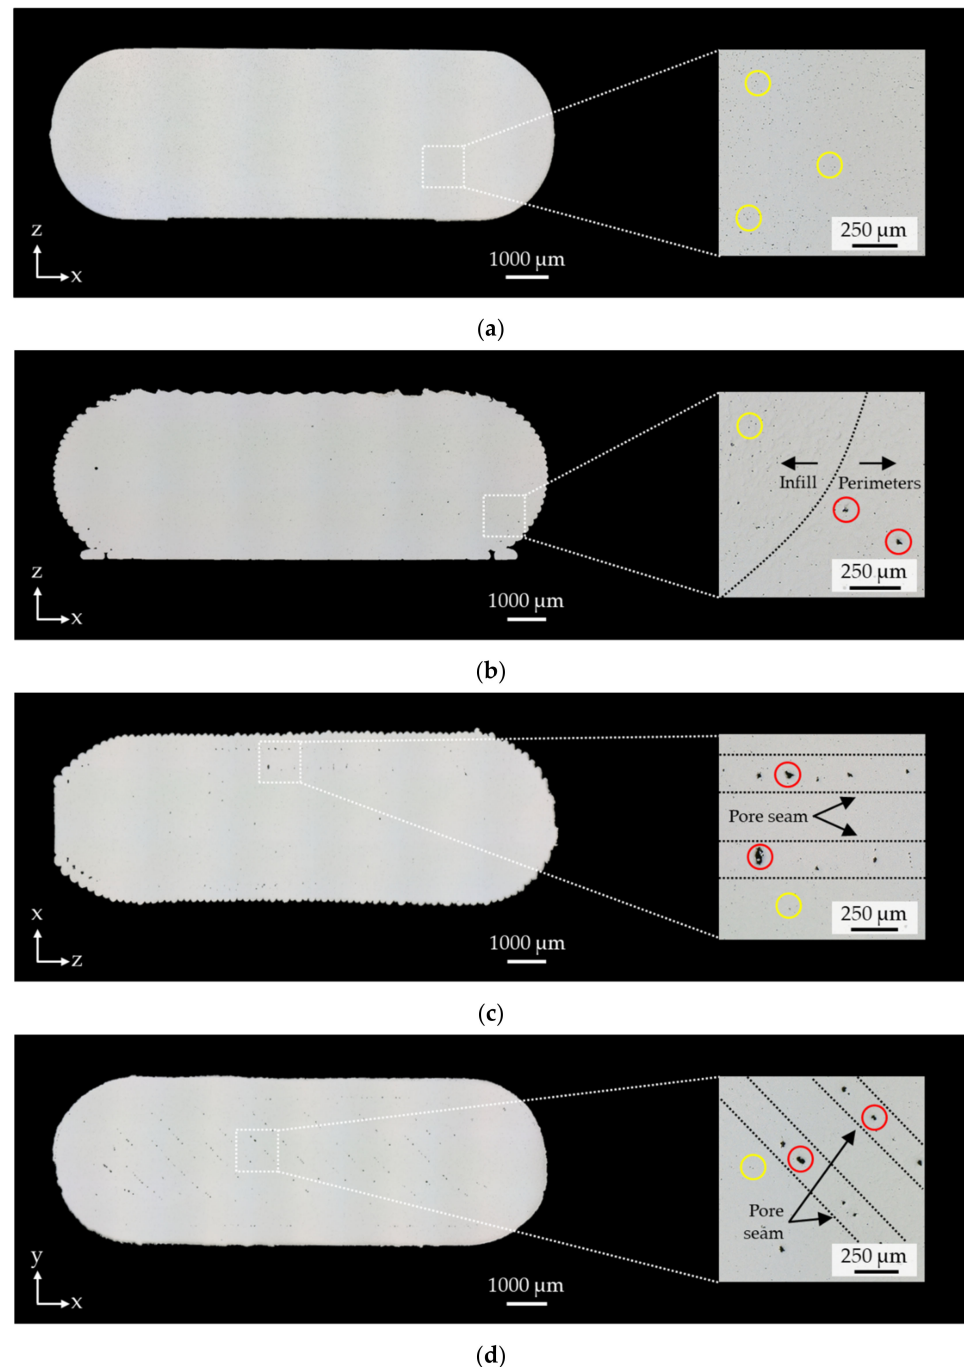 z
x
1000 µm
250 µm
(a)
Infill
Perimeters
z
x
1000 µm
250 µm
(b)
Pore seam
x
z
1000 µm
250 µm
(c)
Pore
seam
y
x
1000 µm
250 µm
(d)